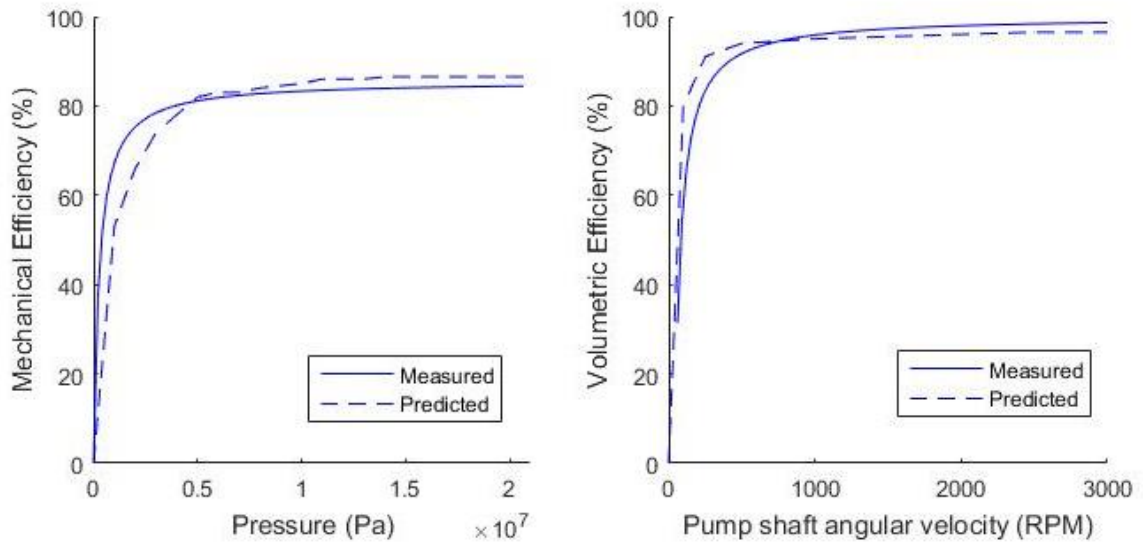 100
80
60
40
20
0
Mechanical Efficiency (%)
0 0.5 1 1.5 2
Pressure (Pa)
×10^7
Measured
Predicted
100
80
60
40
20
0
Volumetric Efficiency (%)
0 1000 2000 3000
Pump shaft angular velocity (RPM)
Measured
Predicted